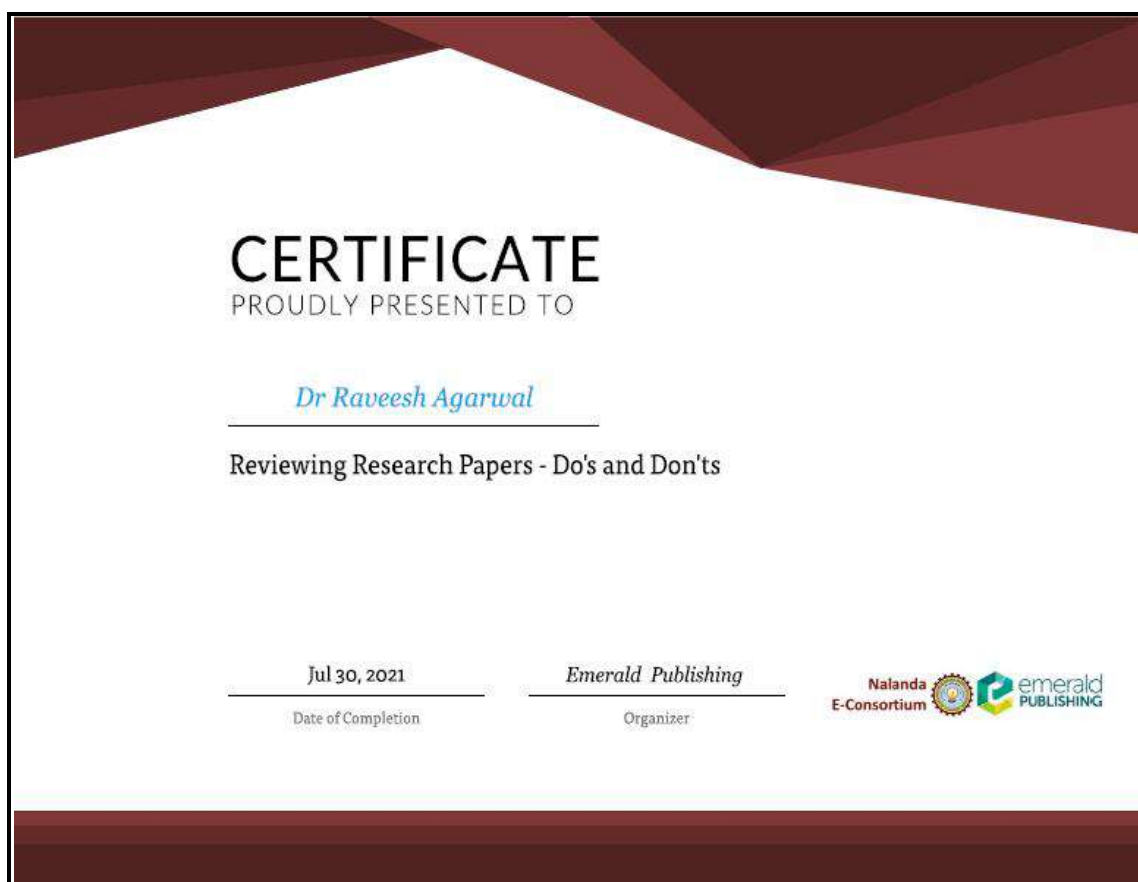 CERTIFICATE
PROUDLY PRESENTED TO
Dr Raveesh Agarwal
Reviewing Research Papers - Do's and Don'ts
Jul 30, 2021
Date of Completion
Emerald Publishing
Organizer
Nalanda
E-Consortium
emerald
PUBLISHING